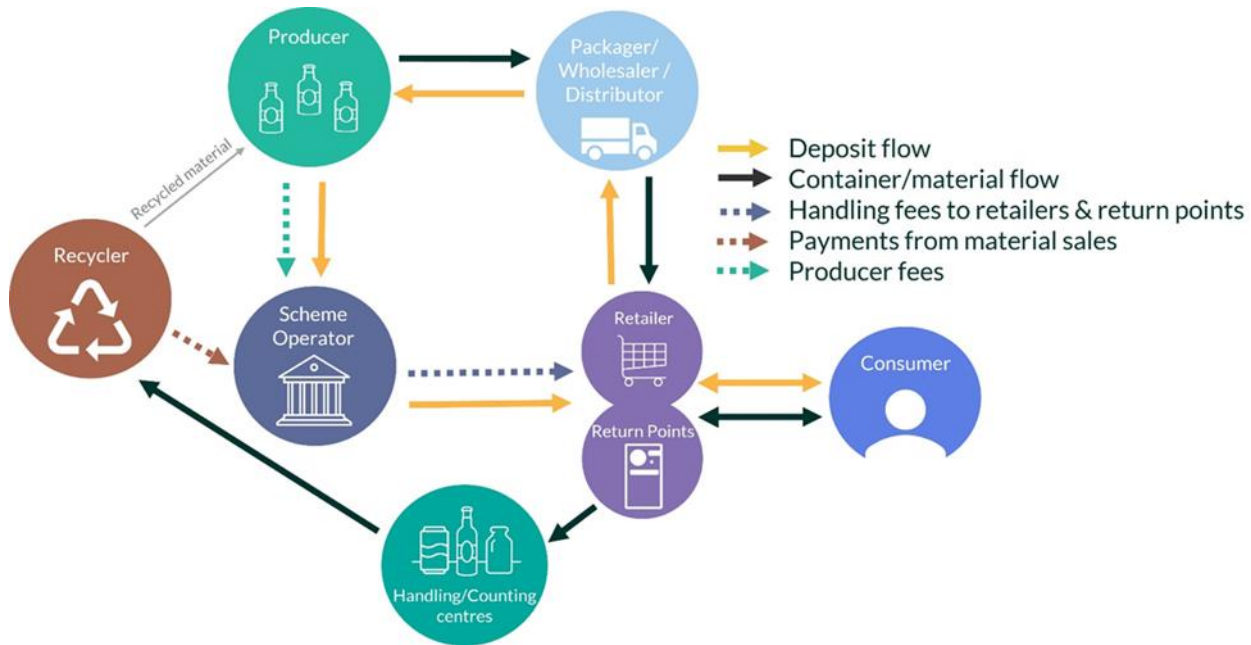 Producer
Packager/
Wholesaler /
Distributor
Deposit flow
Container/material flow
Handling fees to retailers & return points
Payments from material sales
Producer fees
Recycled material
Recycler
Scheme
Operator
Retailer
Consumer
Return Points
Handling/Counting
centres